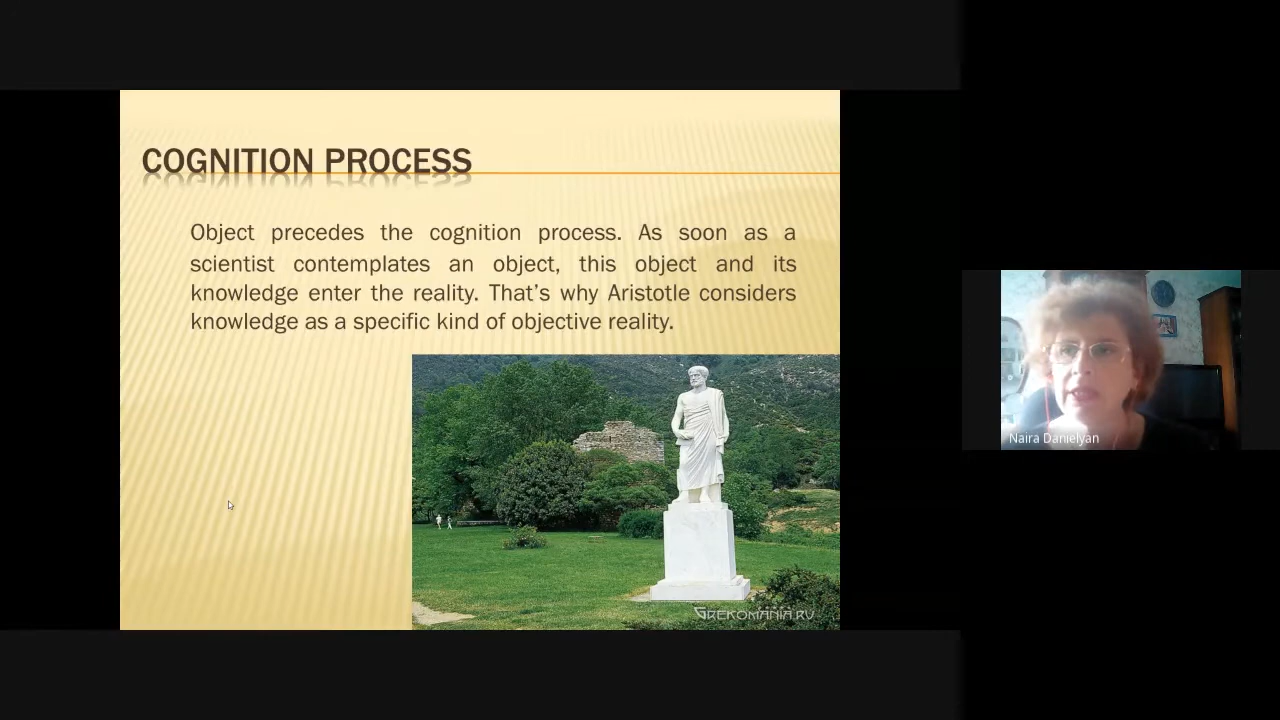 COGNITION PROCESS
Object precedes the cognition process. As soon as a
scientist contemplates an object, this object and its
knowledge enter the reality. That's why Aristotle considers
knowledge as a specific kind of objective reality.
GREKOMANIA.RU
Naira Danielyan